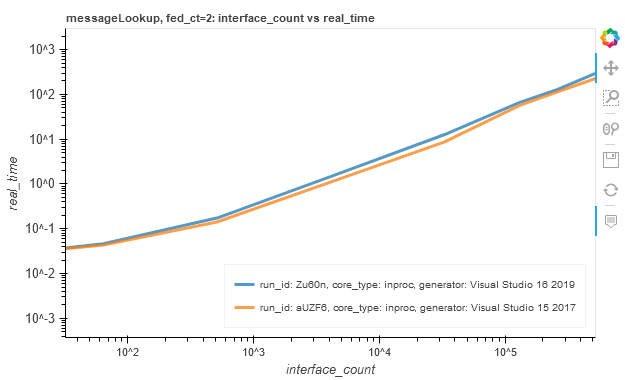 messageLookup, fed_ct=2: interface_count vs real_time
10^3
10^2
10^1
10^0
10^-1
10^-2
10^-3
real_time
run_id: Zu60n, core_type: inproc, generator: Visual Studio 16 2019
run_id: aUZF6, core_type: inproc, generator: Visual Studio 15 2017
10^2
10^3
10^4
10^5
interface_count